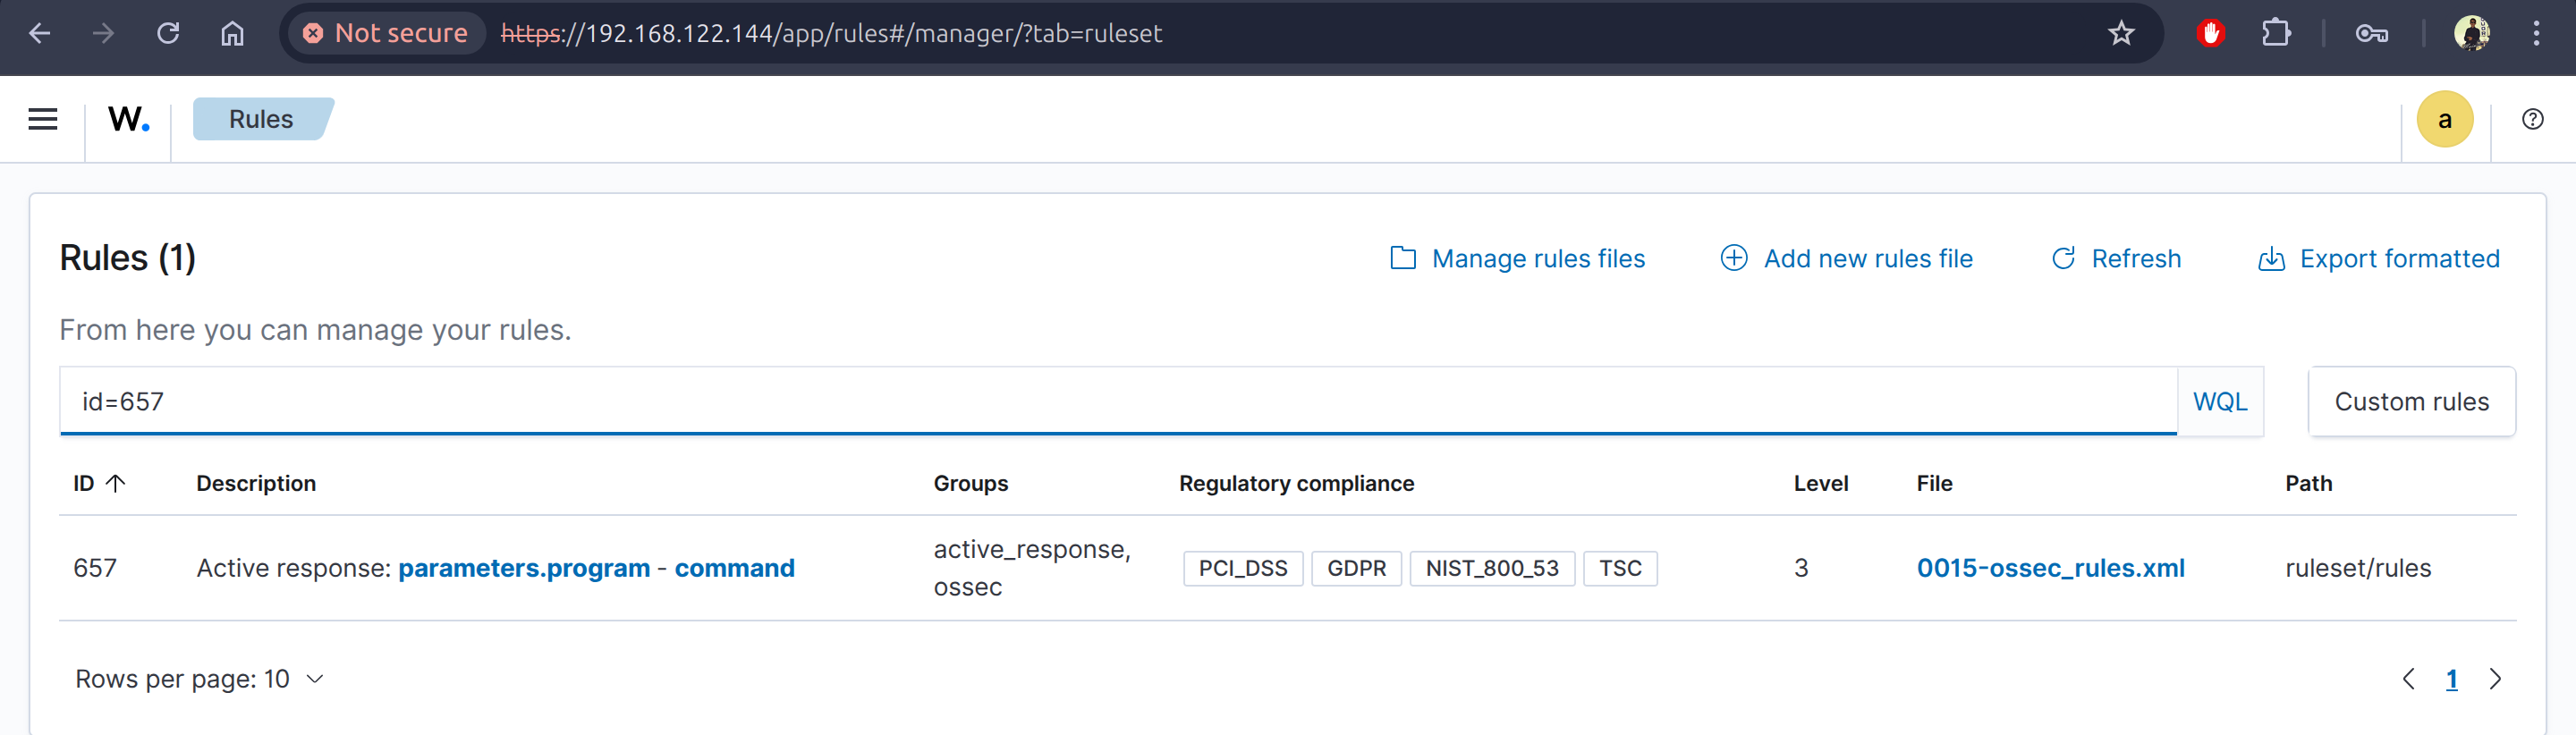 Not secure https://192.168.122.144/app/rules#/manager/?tab=ruleset
W. Rules a
Rules (1) Manage rules files Add new rules file Refresh Export formatted
From here you can manage your rules.
id=657 WQL Custom rules
ID Description Groups Regulatory compliance Level File Path
657 Active response: parameters.program - command active_response, ossec PCI_DSS GDPR NIST_800_53 TSC 3 0015-ossec_rules.xml ruleset/rules
Rows per page: 10 1